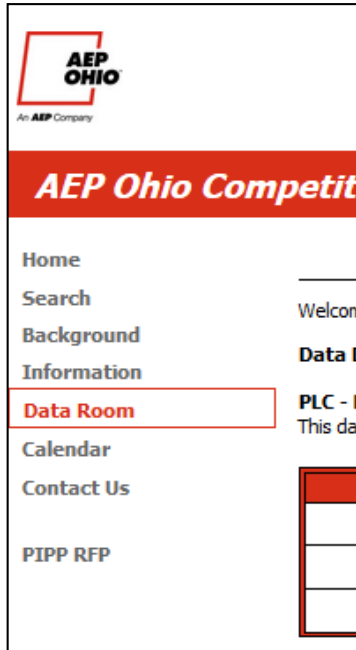 AEP
OHIO
An AEP Company
AEP Ohio Competit
Home
Search
Background
Information
Data Room
Calendar
Contact Us
PIPP RFP
Welcom
Data
PLC -
This da